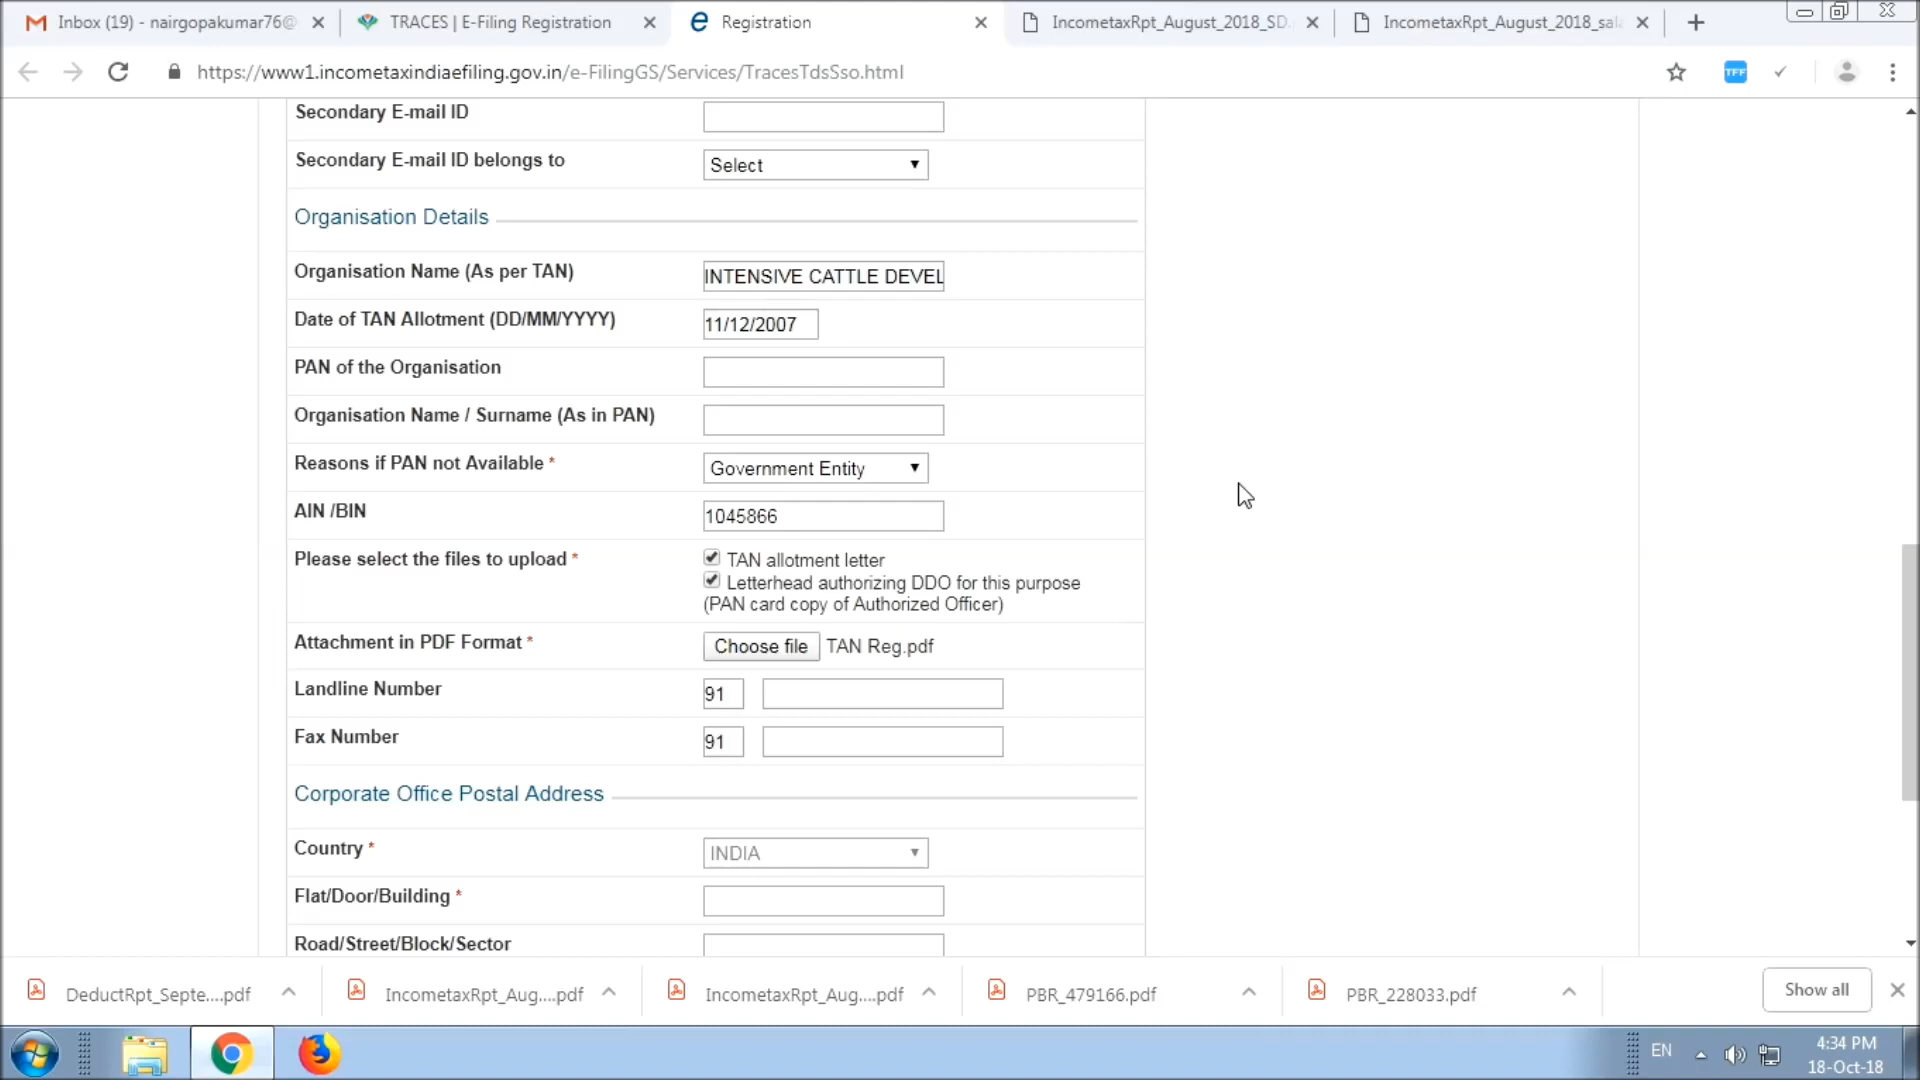 Inbox (19) - nairgopakumar76@
TRACES | E-Filing Registration
Registration
IncometaxRpt_August_2018_SD
IncometaxRpt_August_2018_sal
https://www1.incometaxindiaefiling.gov.in/e-FilingGS/Services/TracesTdsSso.html
TFF
Secondary E-mail ID
Secondary E-mail ID belongs to
Select
Organisation Details
Organisation Name (As per TAN)
INTENSIVE CATTLE DEVEL
Date of TAN Allotment (DD/MM/YYYY)
11/12/2007
PAN of the Organisation
Organisation Name / Surname (As in PAN)
Reasons if PAN not Available *
Government Entity
AIN /BIN
1045866
Please select the files to upload *
TAN allotment letter
Letterhead authorizing DDO for this purpose
(PAN card copy of Authorized Officer)
Attachment in PDF Format *
Choose file TAN Reg.pdf
Landline Number
91
Fax Number
91
Corporate Office Postal Address
Country *
INDIA
Flat/Door/Building *
Road/Street/Block/Sector
DeductRpt_Septe....pdf
IncometaxRpt_Aug....pdf
IncometaxRpt_Aug....pdf
PBR_479166.pdf
PBR_228033.pdf
Show all
EN
4:34 PM
18-Oct-18